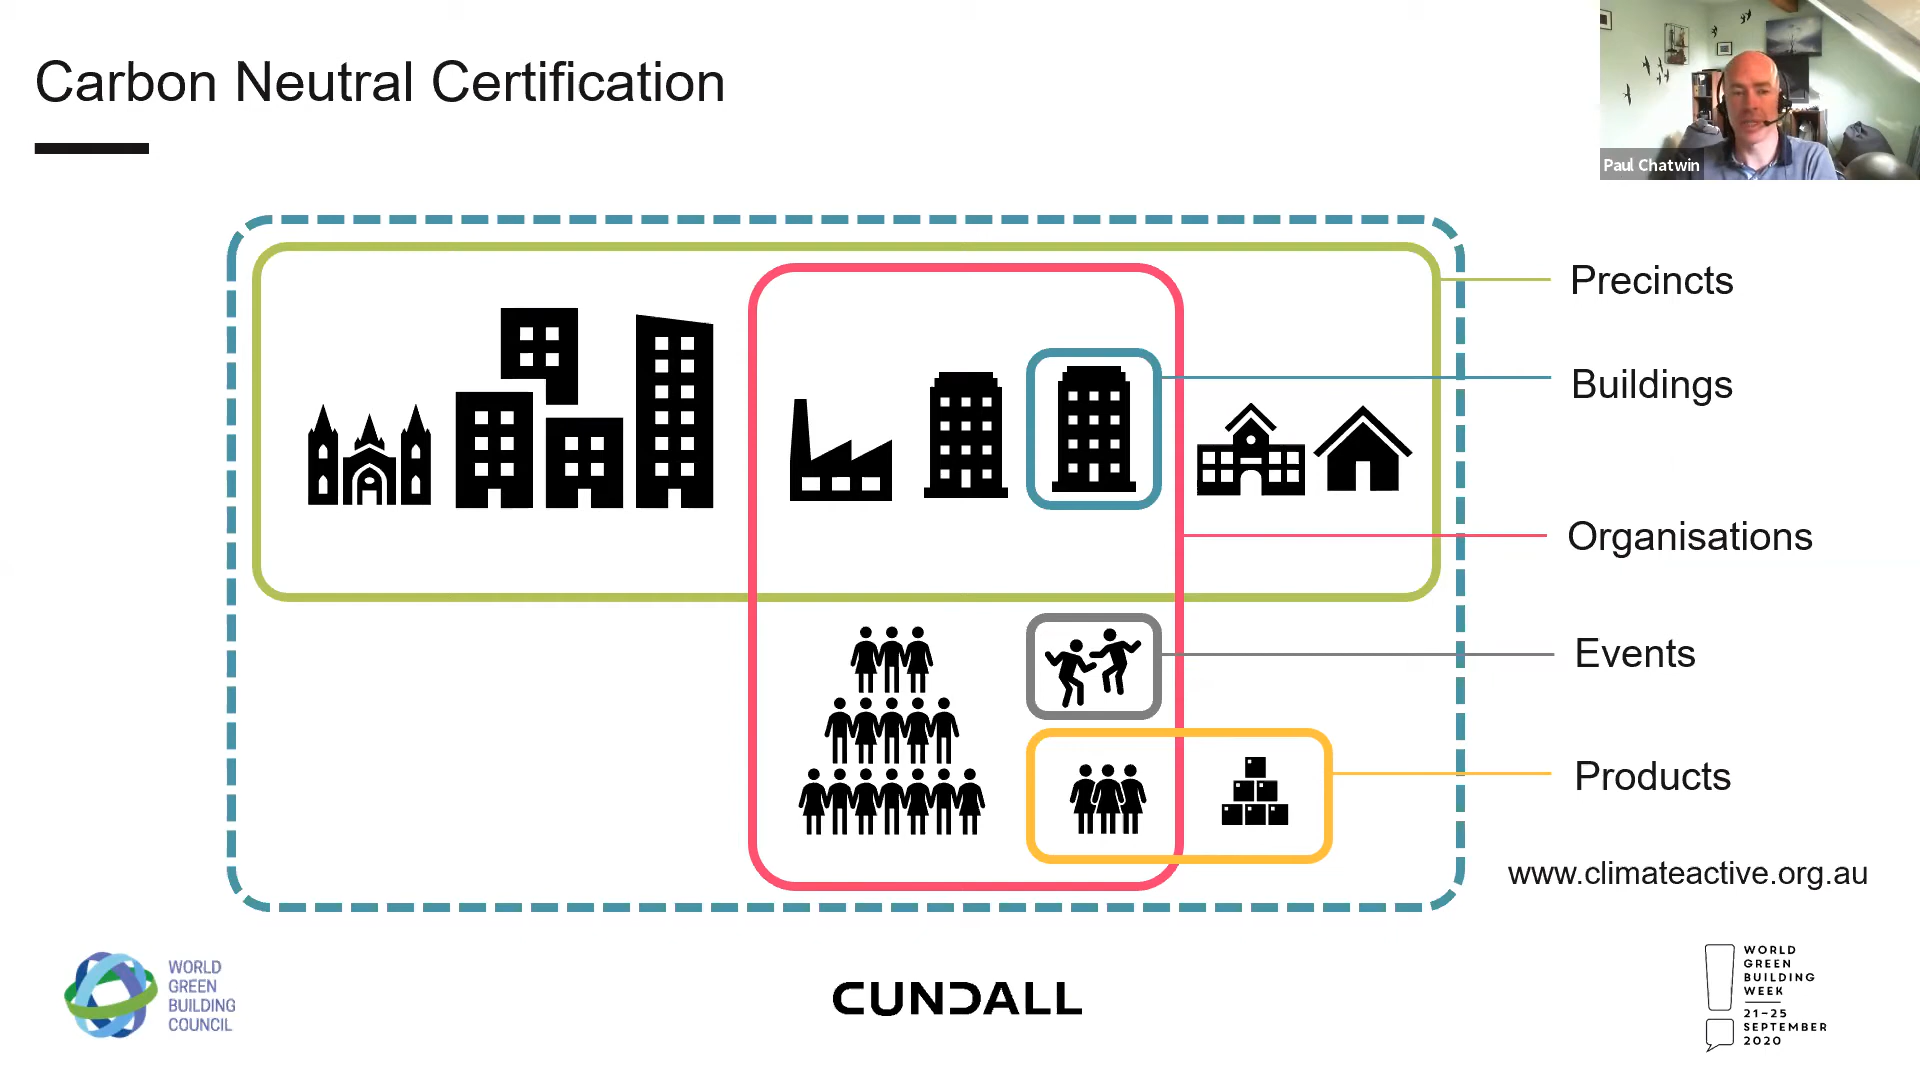 Carbon Neutral Certification
Paul Chatwin
Precincts
Buildings
Organisations
Events
Products
www.climateactive.org.au
WORLD
GREEN
BUILDING
COUNCIL
CUNDALL
WORLD
GREEN
BUILDING
WEEK
21–25
SEPTEMBER
2020